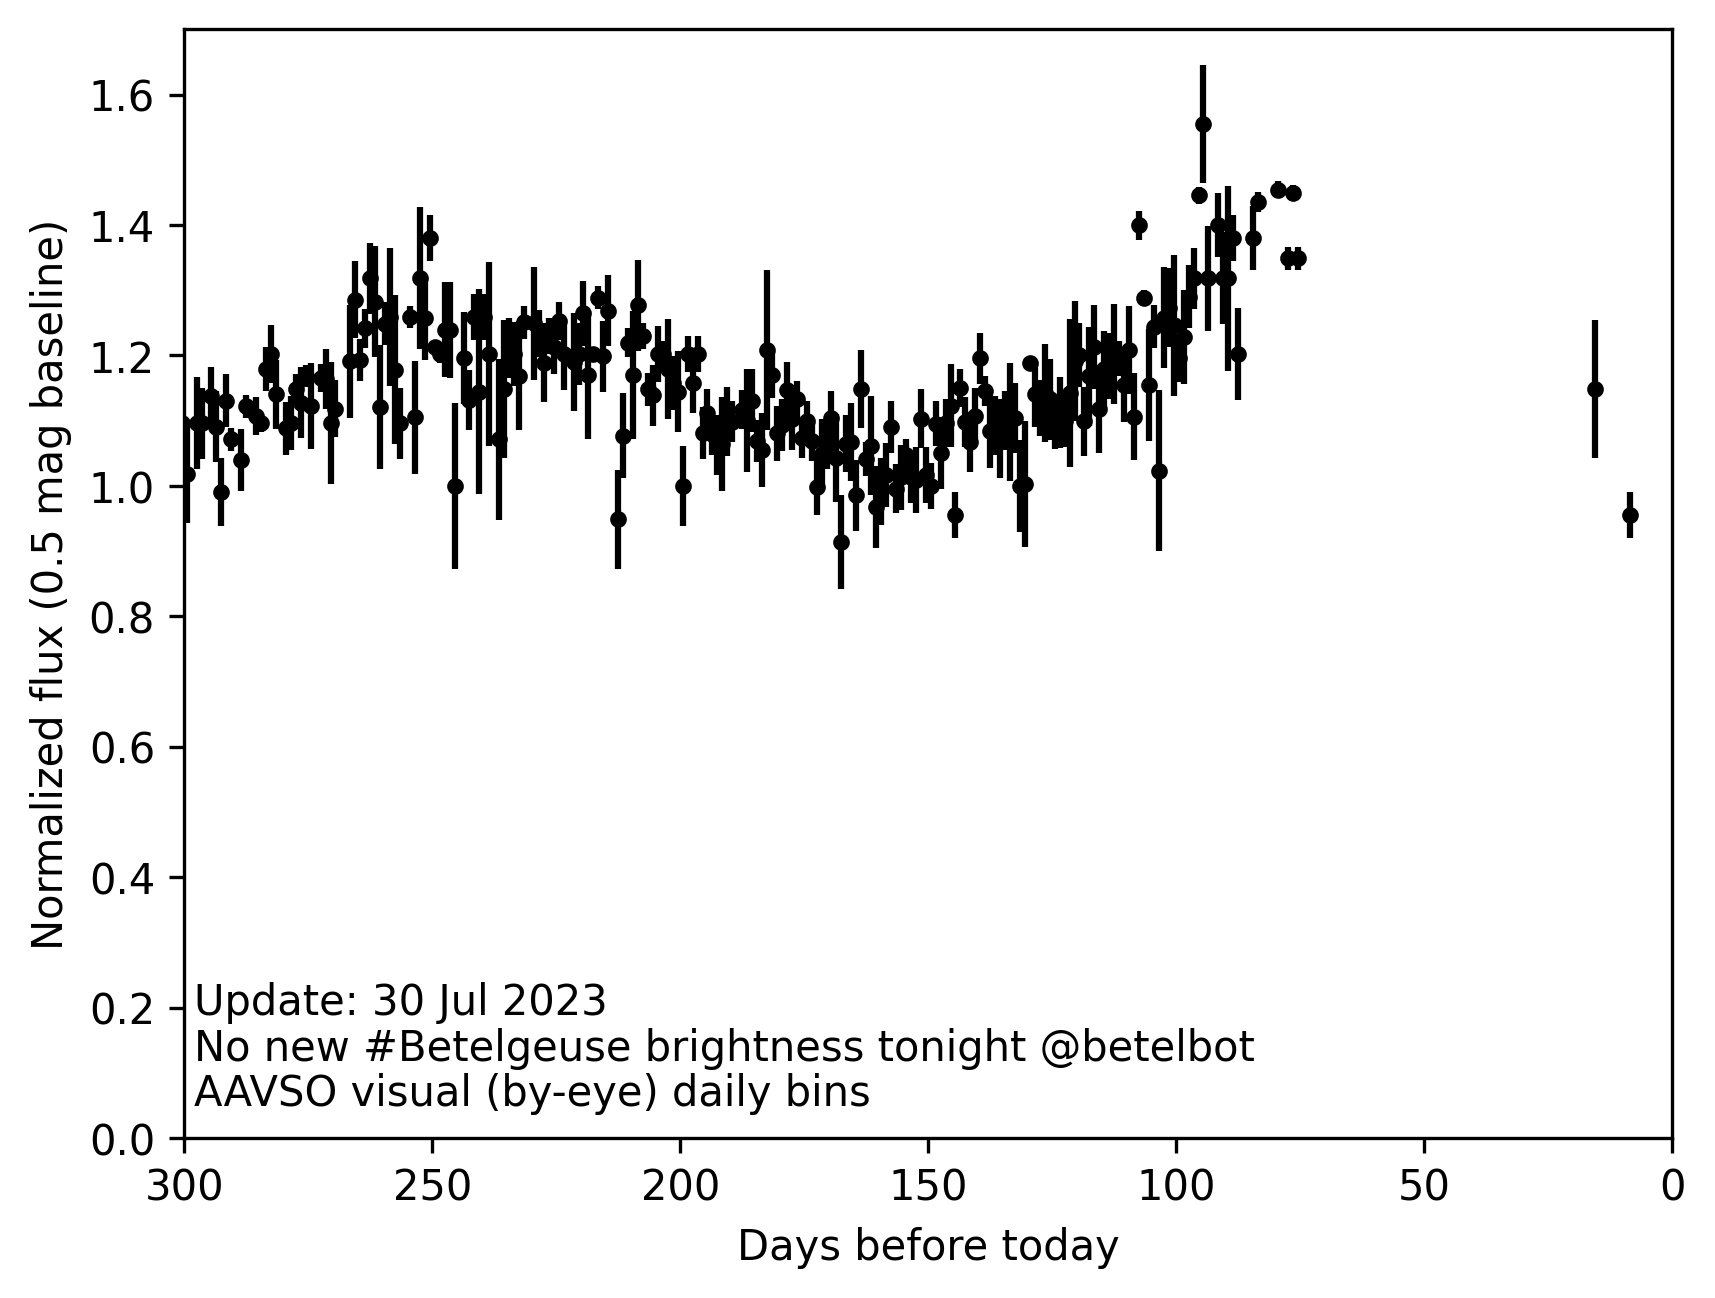 1.6
1.4
1.2
1.0
0.8
0.6
0.4
0.2
0.0
Normalized flux (0.5 mag baseline)
Update: 30 Jul 2023
No new #Betelgeuse brightness tonight @betelbot
AAVSO visual (by-eye) daily bins
300 250 200 150 100 50 0
Days before today